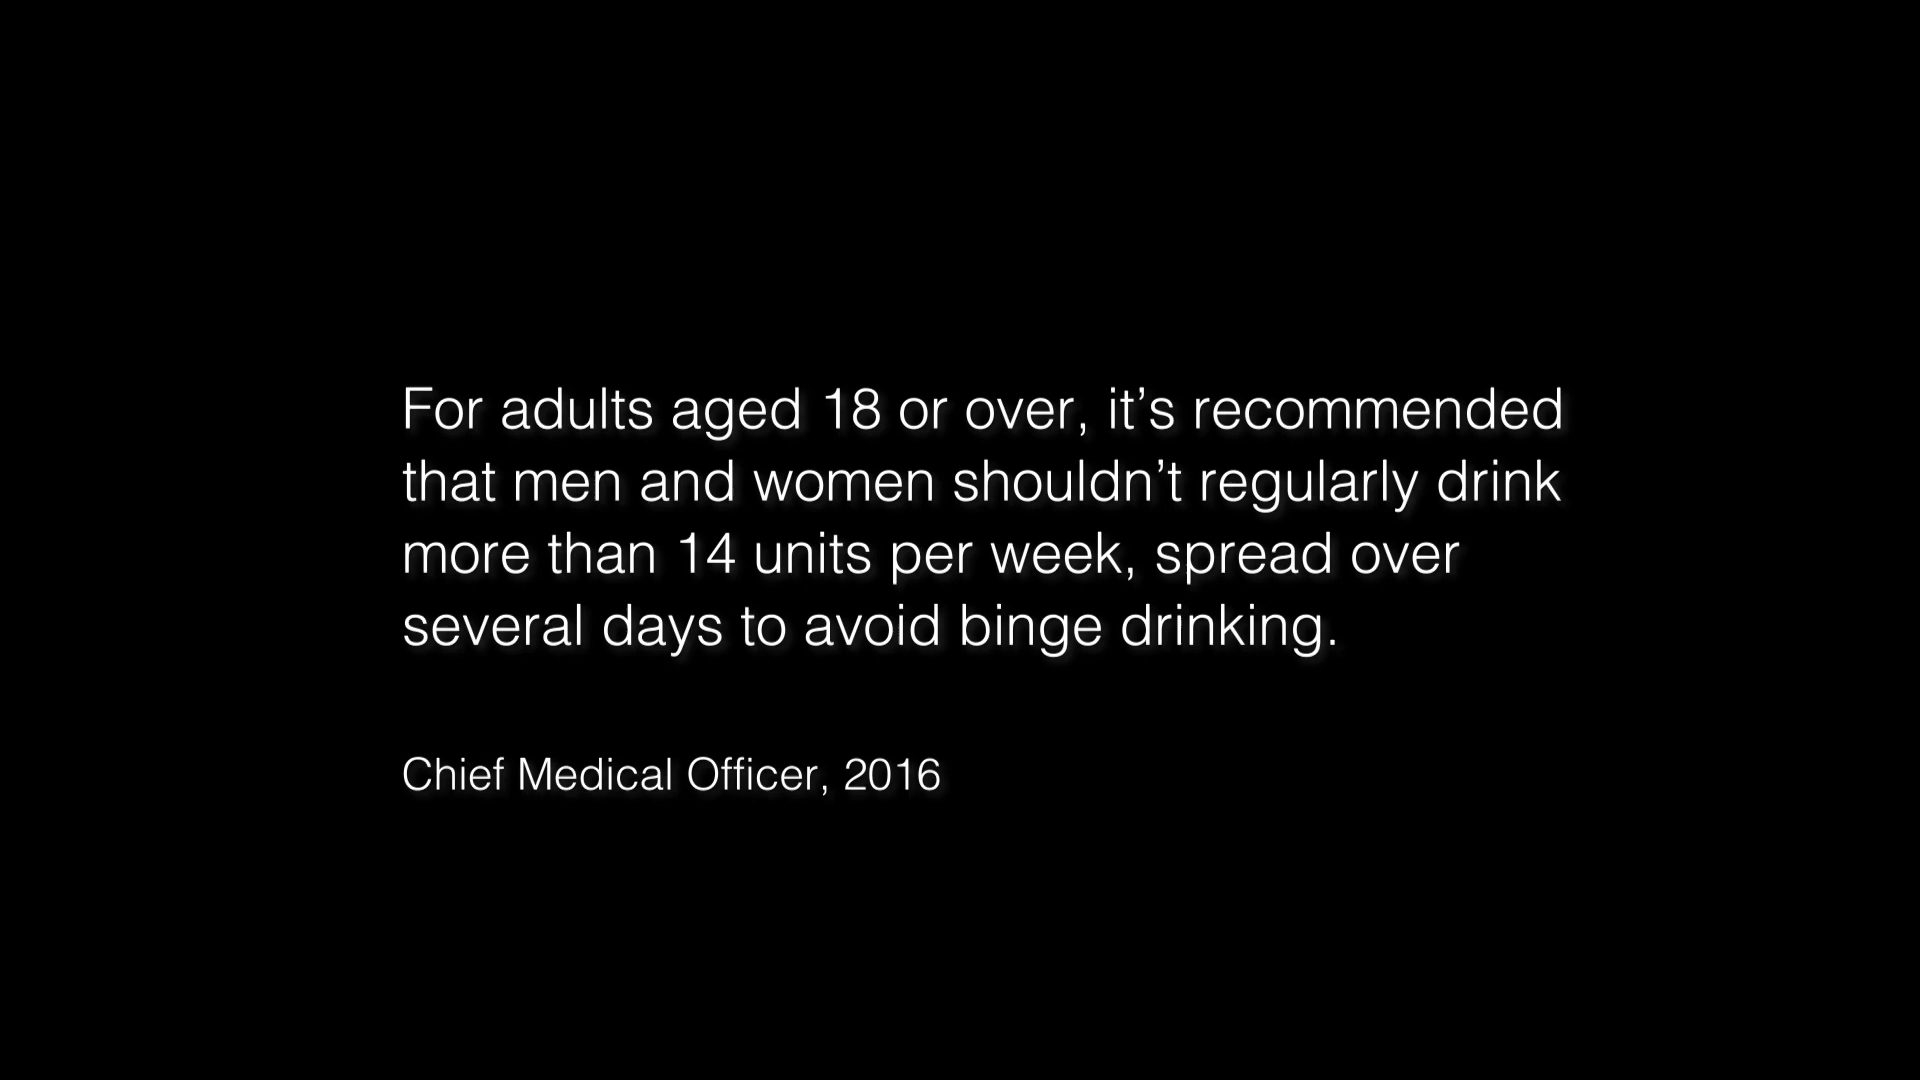 For adults aged 18 or over, it’s recommended
that men and women shouldn’t regularly drink
more than 14 units per week, spread over
several days to avoid binge drinking.
Chief Medical Officer, 2016